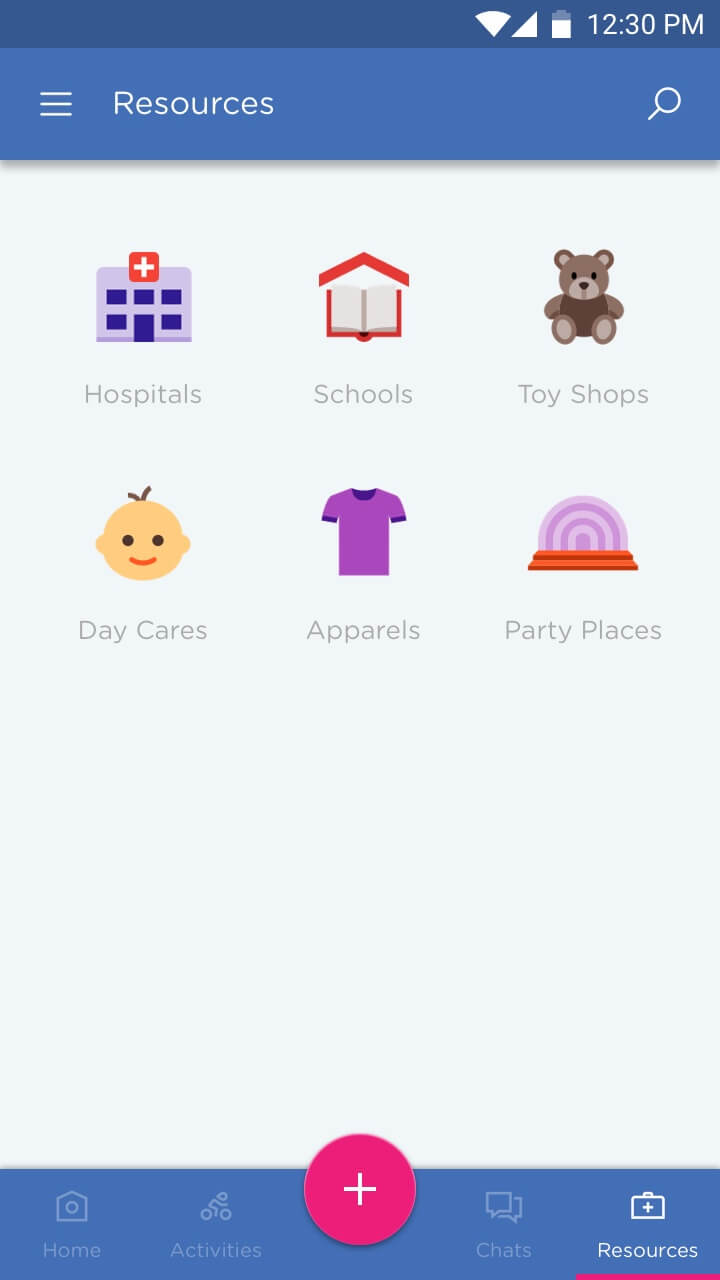 12:30 PM
Resources
Hospitals Schools Toy Shops
Day Cares Apparels Party Places
Home Activities Chats Resources